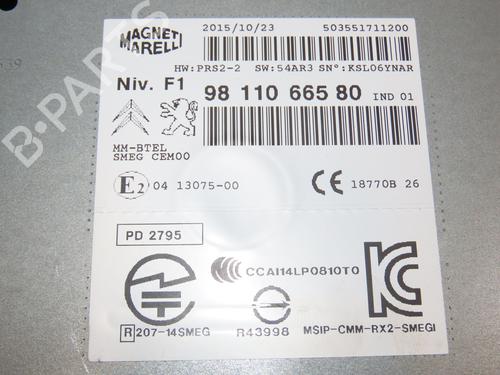 MAGNETI MARELLI
2015/10/23 503551711200
HW:PRS2-2 SW:54AR3 SN°:KSL06YNAR
Niv. F1 98 110 665 80 IND 01
MM-BTEL
SMEG CEM00
E2 04 13075-00 CE 18770B 26
PD 2795
CCAI14LP0810T0
R 207-14SMEG R43998 MSIP-CMM-RX2-SMEGI
B-PARTS